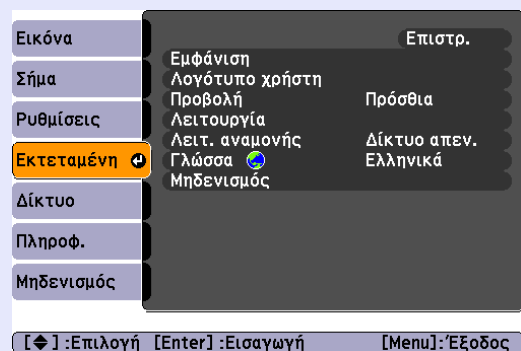 Εικόνα
Σήμα
Ρυθμίσεις
Εκτεταμένη
Δίκτυο
Πληροφ.
Μηδενισμός
Επιστρ.
Εμφάνιση
Λογότυπο χρήστη
Προβολή Πρόσθια
Λειτουργία
Λειτ. αναμονής Δίκτυο απεν.
Γλώσσα Ελληνικά
Μηδενισμός
[◆] :Επιλογή [Enter] :Εισαγωγή [Menu]:Έξοδος